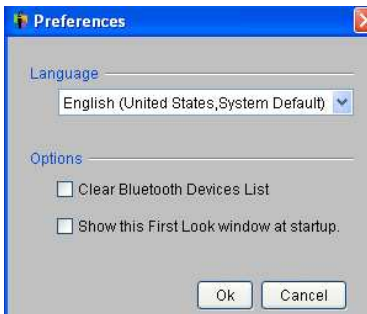 Preferences
Language
English (United States,System Default)
Options
Clear Bluetooth Devices List
Show this First Look window at startup.
Ok Cancel